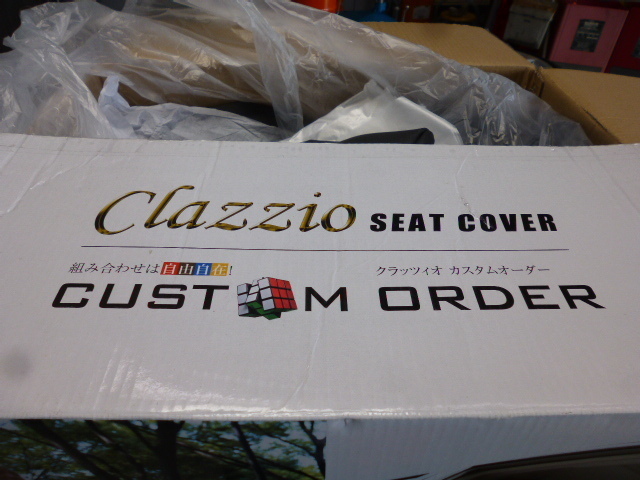 Clazzio SEAT COVER
組み合わせは自由自在!
クラッツィオ カスタムオーダー
CUSTOM ORDER